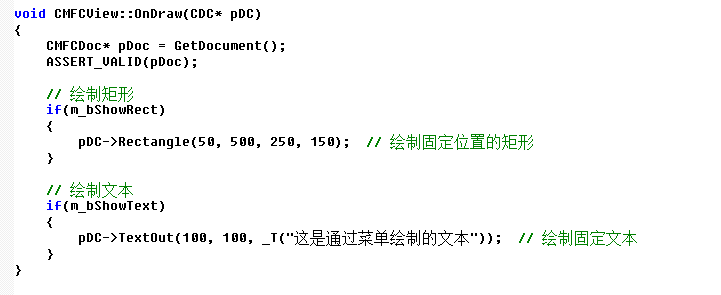 void CMFCView::OnDraw(CDC* pDC)
{
    CMFCDoc* pDoc = GetDocument();
    ASSERT_VALID(pDoc);

    // 绘制矩形
    if(m_bShowRect)
    {
        pDC->Rectangle(50, 500, 250, 150);  // 绘制固定位置的矩形
    }

    // 绘制文本
    if(m_bShowText)
    {
        pDC->TextOut(100, 100, _T("这是通过菜单绘制的文本"));  // 绘制固定文本
    }
}